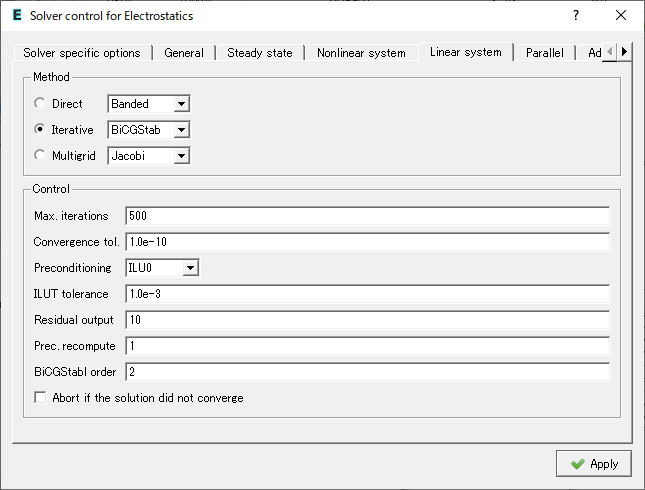 Solver control for Electrostatics
Solver specific options General Steady state Nonlinear system Linear system Parallel Ad
Method
Direct Banded
Iterative BiCGStab
Multigrid Jacobi
Control
Max. iterations 500
Convergence tol. 1.0e-10
Preconditioning ILU0
ILUT tolerance 1.0e-3
Residual output 10
Prec. recompute 1
BiCGStabl order 2
Abort if the solution did not converge
Apply